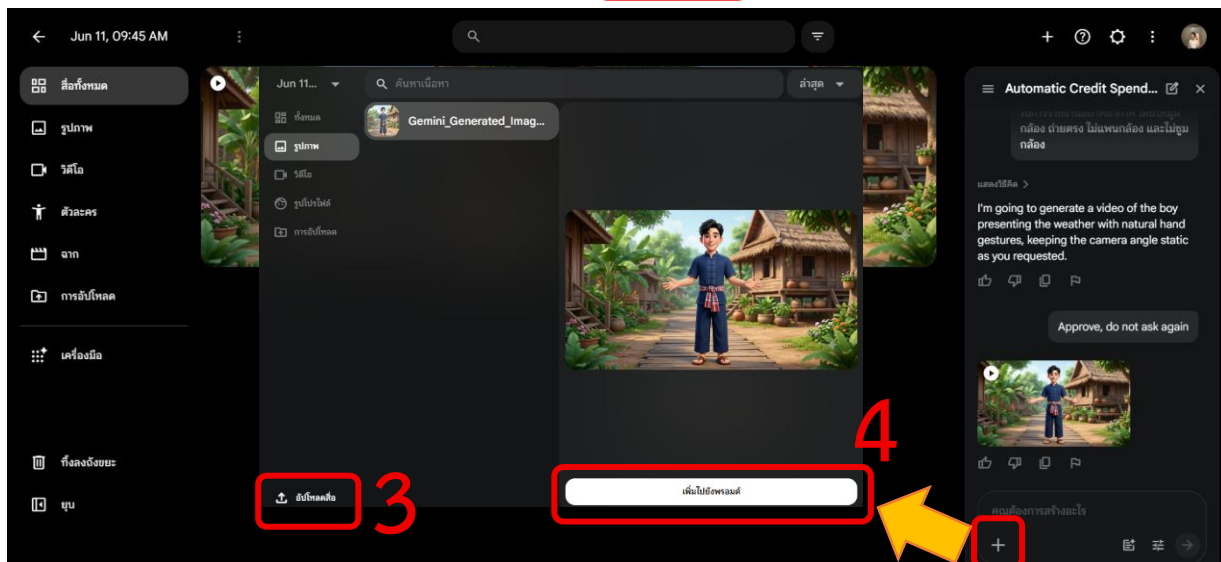 Jun 11, 09:45 AM
สื่อทั้งหมด
รูปภาพ
วิดีโอ
ตัวละคร
ฉาก
การอัปโหลด
เครื่องมือ
ทิ้งลงถังขยะ
ยุบ
Jun 11...
ค้นหาเนื้อหา
ล่าสุด
ทั้งหมด
รูปภาพ
วิดีโอ
รูปโปรไฟล์
การอัปโหลด
Gemini_Generated_Imag...
อัปโหลดสื่อ
3
เพิ่มไปยังพรอมต์
4
Automatic Credit Spend...
กล้อง ถ่ายตรง ไม่แพนกล้อง และไม่ซูม
กล้อง
แสดงวิธีคิด
I'm going to generate a video of the boy
presenting the weather with natural hand
gestures, keeping the camera angle static
as you requested.
Approve, do not ask again
คุณต้องการสร้างอะไร